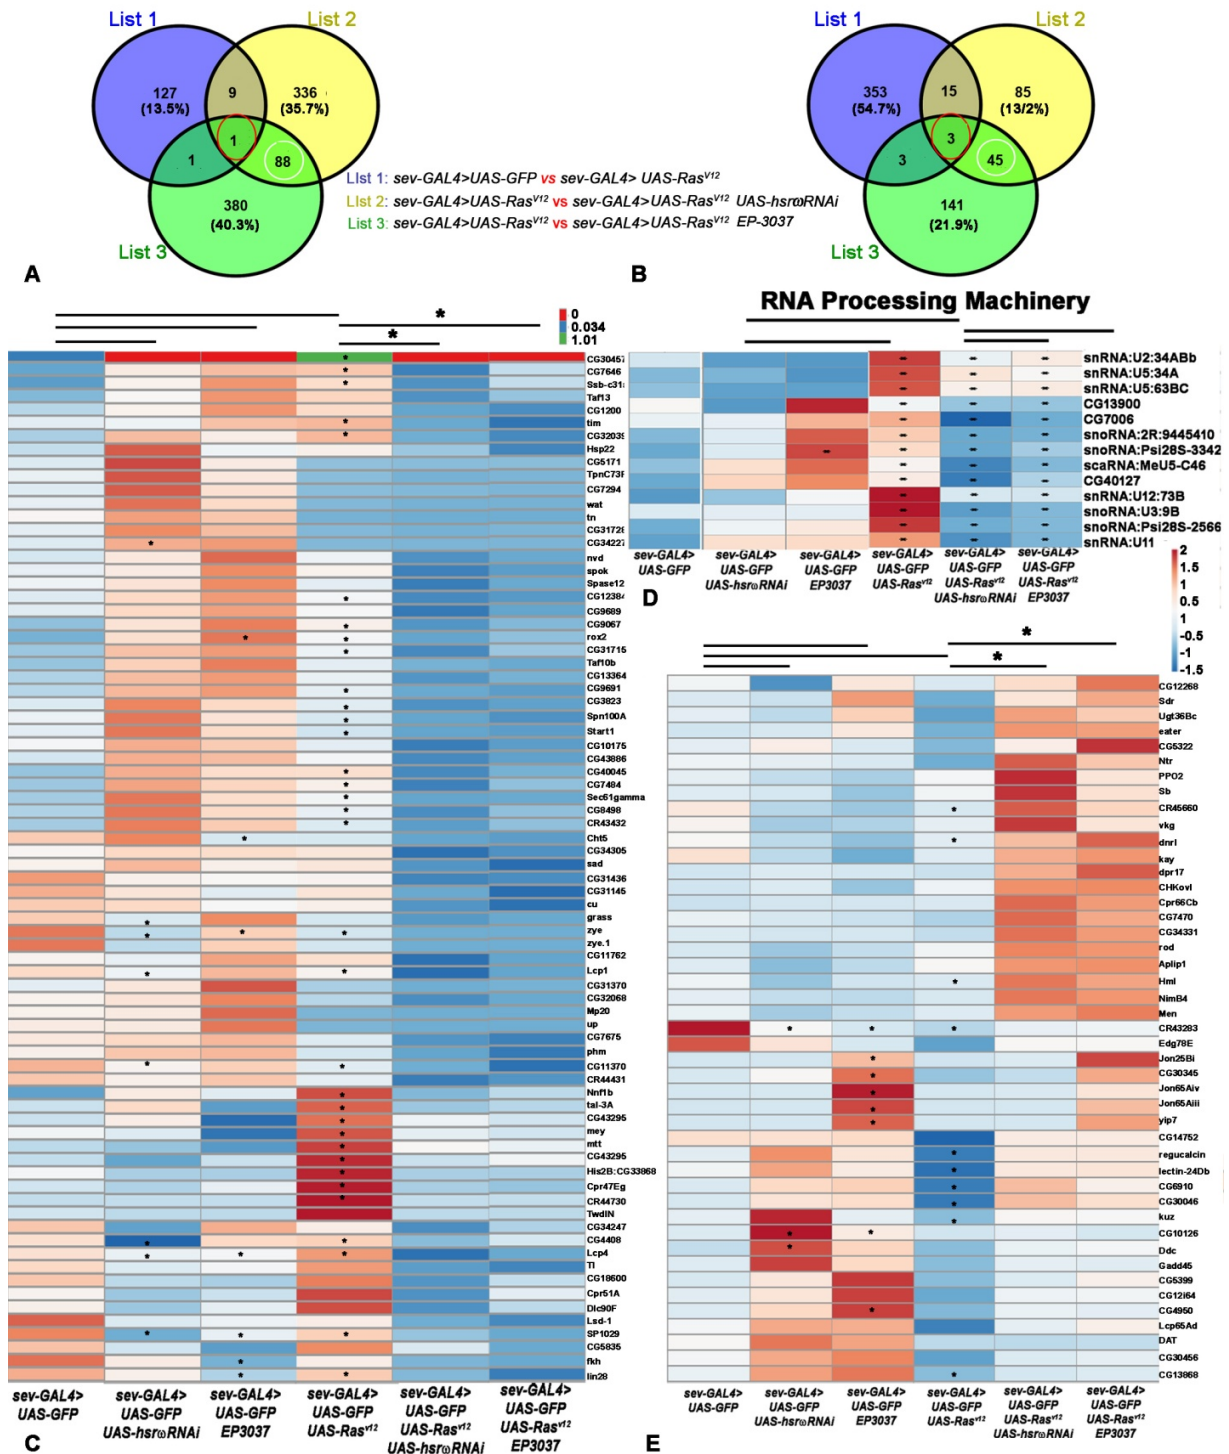 List 1
List 2
127
(13.5%)
9
336
(35.7%)
1
1
88
380
(40.3%)
List 3
A
List 1
List 2
353
(54.7%)
15
85
(13/2%)
3
3
45
141
(21.9%)
List 3
B
LIst 1: sev-GAL4>UAS-GFP vs sev-GAL4> UAS-RasV12
LIst 2: sev-GAL4>UAS-RasV12 vs sev-GAL4>UAS-RasV12 UAS-hsrωRNAi
List 3: sev-GAL4>UAS-RasV12 vs sev-GAL4>UAS-RasV12 EP-3037
*
*
0
0.034
1.01
CG30457
CG7646
Ssb-c31
Taf13
CG1200
tim
CG32039
Hsp22
CG5171
TpnC73F
CG7294
wat
tn
CG31728
CG34227
nvd
spok
Spase12
CG12384
CG9689
CG9067
rox2
CG31715
Taf10b
CG13364
CG9691
CG3823
Spn100A
Start1
CG10175
CG43886
CG40045
CG7484
Sec61gamma
CG8498
CR43432
Cht5
CG34305
sad
CG31436
CG31145
cu
grass
zye
zye.1
CG11762
Lcp1
CG31370
CG32068
Mp20
up
CG7675
phm
CG11370
CR44431
Nnf1b
tal-3A
CG43295
mey
mtt
CG43295
His2B:CG33868
Cpr47Eg
CR44730
TwdlN
CG34247
CG4408
Lcp4
Tl
CG18600
Cpr51A
Dlc90F
Lsd-1
SP1029
CG5835
fkh
lin28
sev-GAL4>
UAS-GFP
sev-GAL4>
UAS-GFP
UAS-hsrωRNAi
sev-GAL4>
UAS-GFP
EP3037
sev-GAL4>
UAS-GFP
UAS-Rasv12
sev-GAL4>
UAS-GFP
UAS-Rasv12
UAS-hsrωRNAi
sev-GAL4>
UAS-GFP
UAS-Rasv12
EP3037
C
RNA Processing Machinery
snRNA:U2:34ABb
snRNA:U5:34A
snRNA:U5:63BC
CG13900
CG7006
snoRNA:2R:9445410
snoRNA:Psi28S-3342
scaRNA:MeU5-C46
CG40127
snRNA:U12:73B
snoRNA:U3:9B
snoRNA:Psi28S-2566
snRNA:U11
sev-GAL4>
UAS-GFP
sev-GAL4>
UAS-GFP
UAS-hsrωRNAi
sev-GAL4>
UAS-GFP
EP3037
sev-GAL4>
UAS-GFP
UAS-Rasv12
sev-GAL4>
UAS-GFP
UAS-Rasv12
UAS-hsrωRNAi
sev-GAL4>
UAS-GFP
UAS-Rasv12
EP3037
D
2
1.5
1
0.5
0
-0.5
-1
-1.5
*
*
CG12268
Sdr
Ugt36Bc
eater
CG5322
Ntr
PPO2
Sb
CR45660
vkg
dnrl
kay
dpr17
CHKovl
Cpr66Cb
CG7470
CG34331
rod
Aplip1
Hml
NimB4
Men
CR43283
Edg78E
Jon25Bi
CG30345
Jon65Aiv
Jon65Aiii
yip7
CG14752
regucalcin
lectin-24Db
CG6910
CG30046
kuz
CG10126
Ddc
Gadd45
CG5399
CG12i64
CG4950
Lcp65Ad
DAT
CG30456
CG13868
sev-GAL4>
UAS-GFP
sev-GAL4>
UAS-GFP
UAS-hsrωRNAi
sev-GAL4>
UAS-GFP
EP3037
sev-GAL4>
UAS-GFP
UAS-Rasv12
sev-GAL4>
UAS-GFP
UAS-Rasv12
UAS-hsrωRNAi
sev-GAL4>
UAS-GFP
UAS-Rasv12
EP3037
E